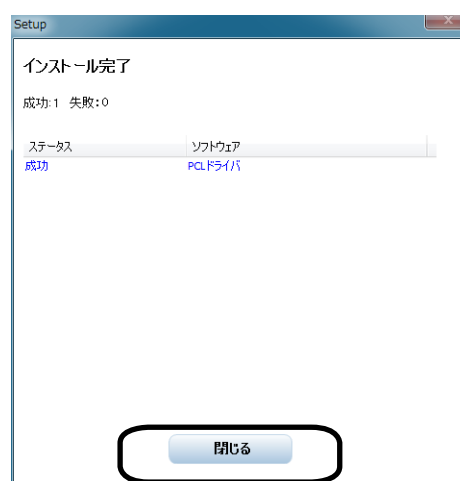 Setup
インストール完了
成功:1 失敗:0
ステータス ソフトウェア
成功 PCLドライバ
閉じる